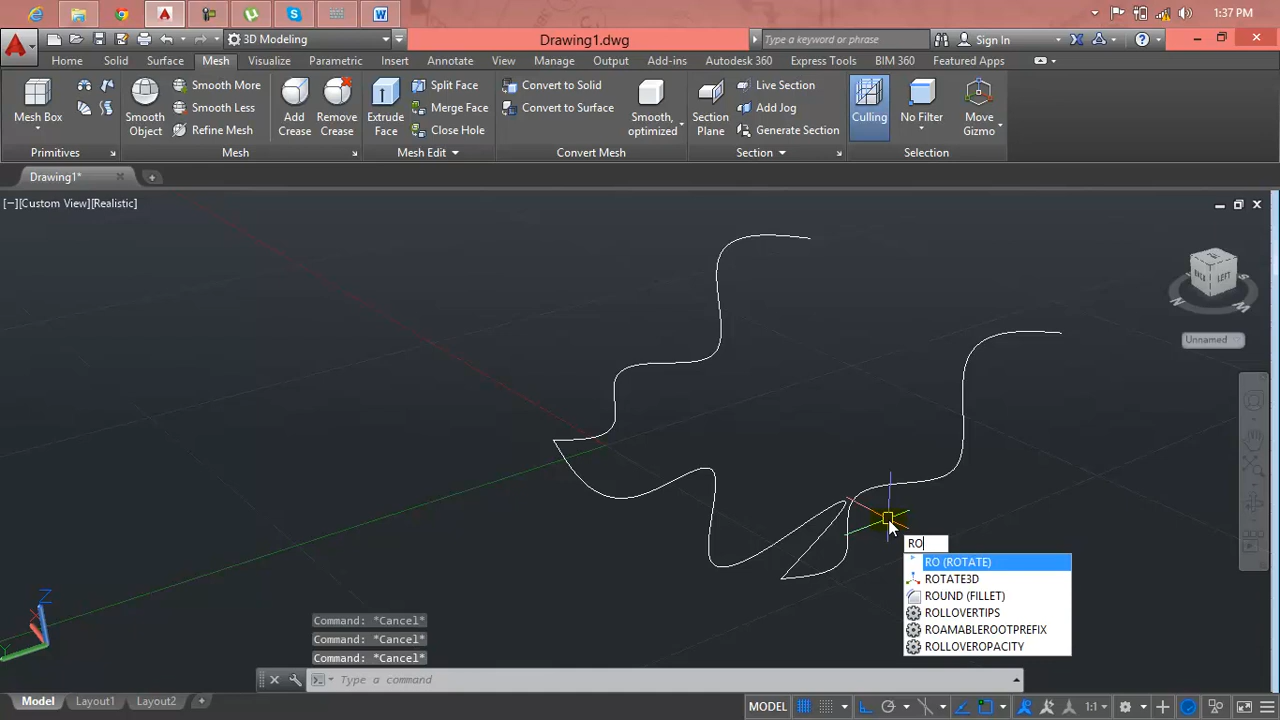 1:37 PM
3D Modeling
Drawing1.dwg
Type a keyword or phrase
Sign In
Home Solid Surface Mesh Visualize Parametric Insert Annotate View Manage Output Add-ins Autodesk 360 Express Tools BIM 360 Featured Apps
Mesh Box
Primitives
Smooth Object
Smooth More
Smooth Less
Refine Mesh
Mesh
Add Crease
Remove Crease
Extrude Face
Split Face
Merge Face
Close Hole
Mesh Edit
Convert to Solid
Convert to Surface
Smooth, optimized
Convert Mesh
Section Plane
Live Section
Add Jog
Generate Section
Section
Culling
No Filter
Move Gizmo
Selection
Drawing1*
[−][Custom View][Realistic]
LEFT
N
Unnamed
RO
RO (ROTATE)
ROTATE3D
ROUND (FILLET)
ROLLOVERTIPS
ROAMABLEROOTPREFIX
ROLLOVEROPACITY
Z
Y
Command: *Cancel*
Command: *Cancel*
Command: *Cancel*
Type a command
Model Layout1 Layout2
MODEL
1:1